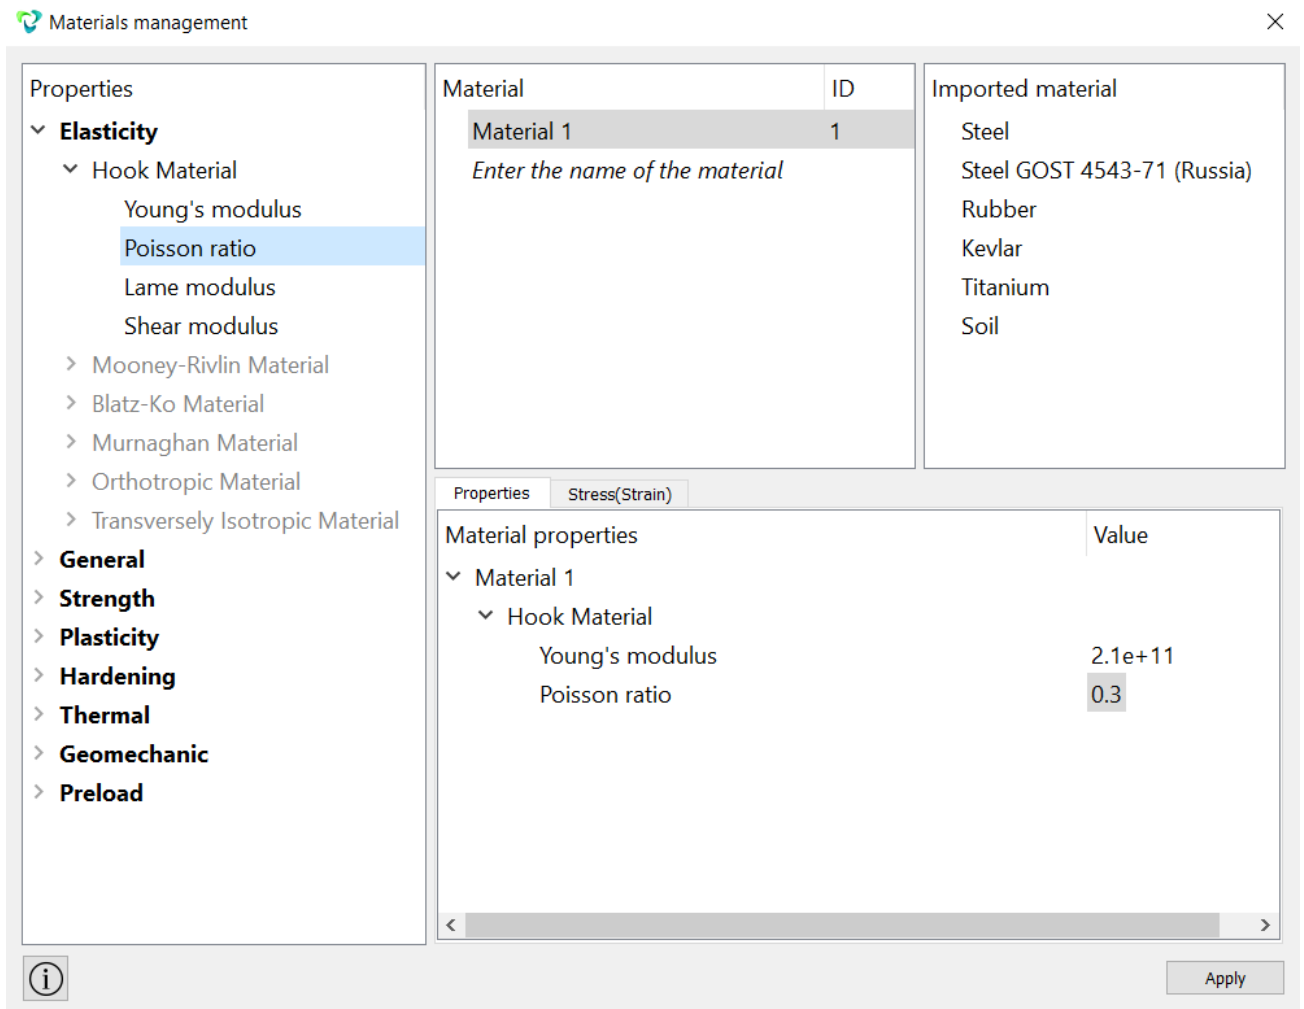 Materials management
Properties
Elasticity
Hook Material
Young's modulus
Poisson ratio
Lame modulus
Shear modulus
Mooney-Rivlin Material
Blatz-Ko Material
Murnaghan Material
Orthotropic Material
Transversely Isotropic Material
General
Strength
Plasticity
Hardening
Thermal
Geomechanic
Preload
Material ID
Material 1 1
Enter the name of the material
Imported material
Steel
Steel GOST 4543-71 (Russia)
Rubber
Kevlar
Titanium
Soil
Properties Stress(Strain)
Material properties Value
Material 1
Hook Material
Young's modulus 2.1e+11
Poisson ratio 0.3
Apply